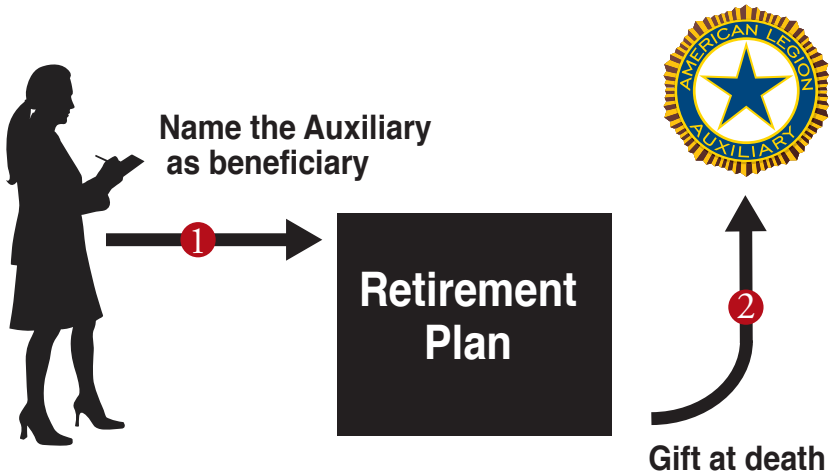 AMERICAN LEGION
AUXILIARY
Name the Auxiliary
as beneficiary
1
Retirement
Plan
2
Gift at death